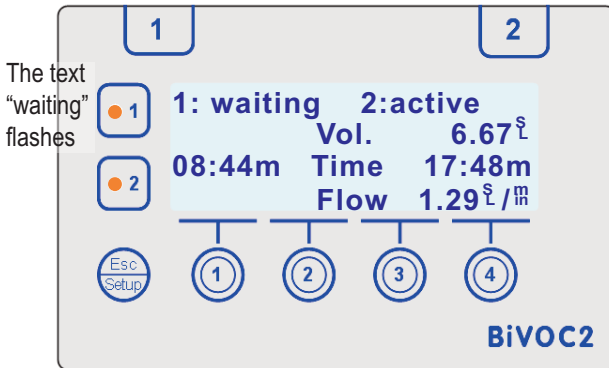 1
2
The text
“waiting”
flashes
1
2
1: waiting 2:active
Vol. 6.67 S L
08:44m Time 17:48m
Flow 1.29 S L / m in
Esc
Setup
1
2
3
4
BiVOC2